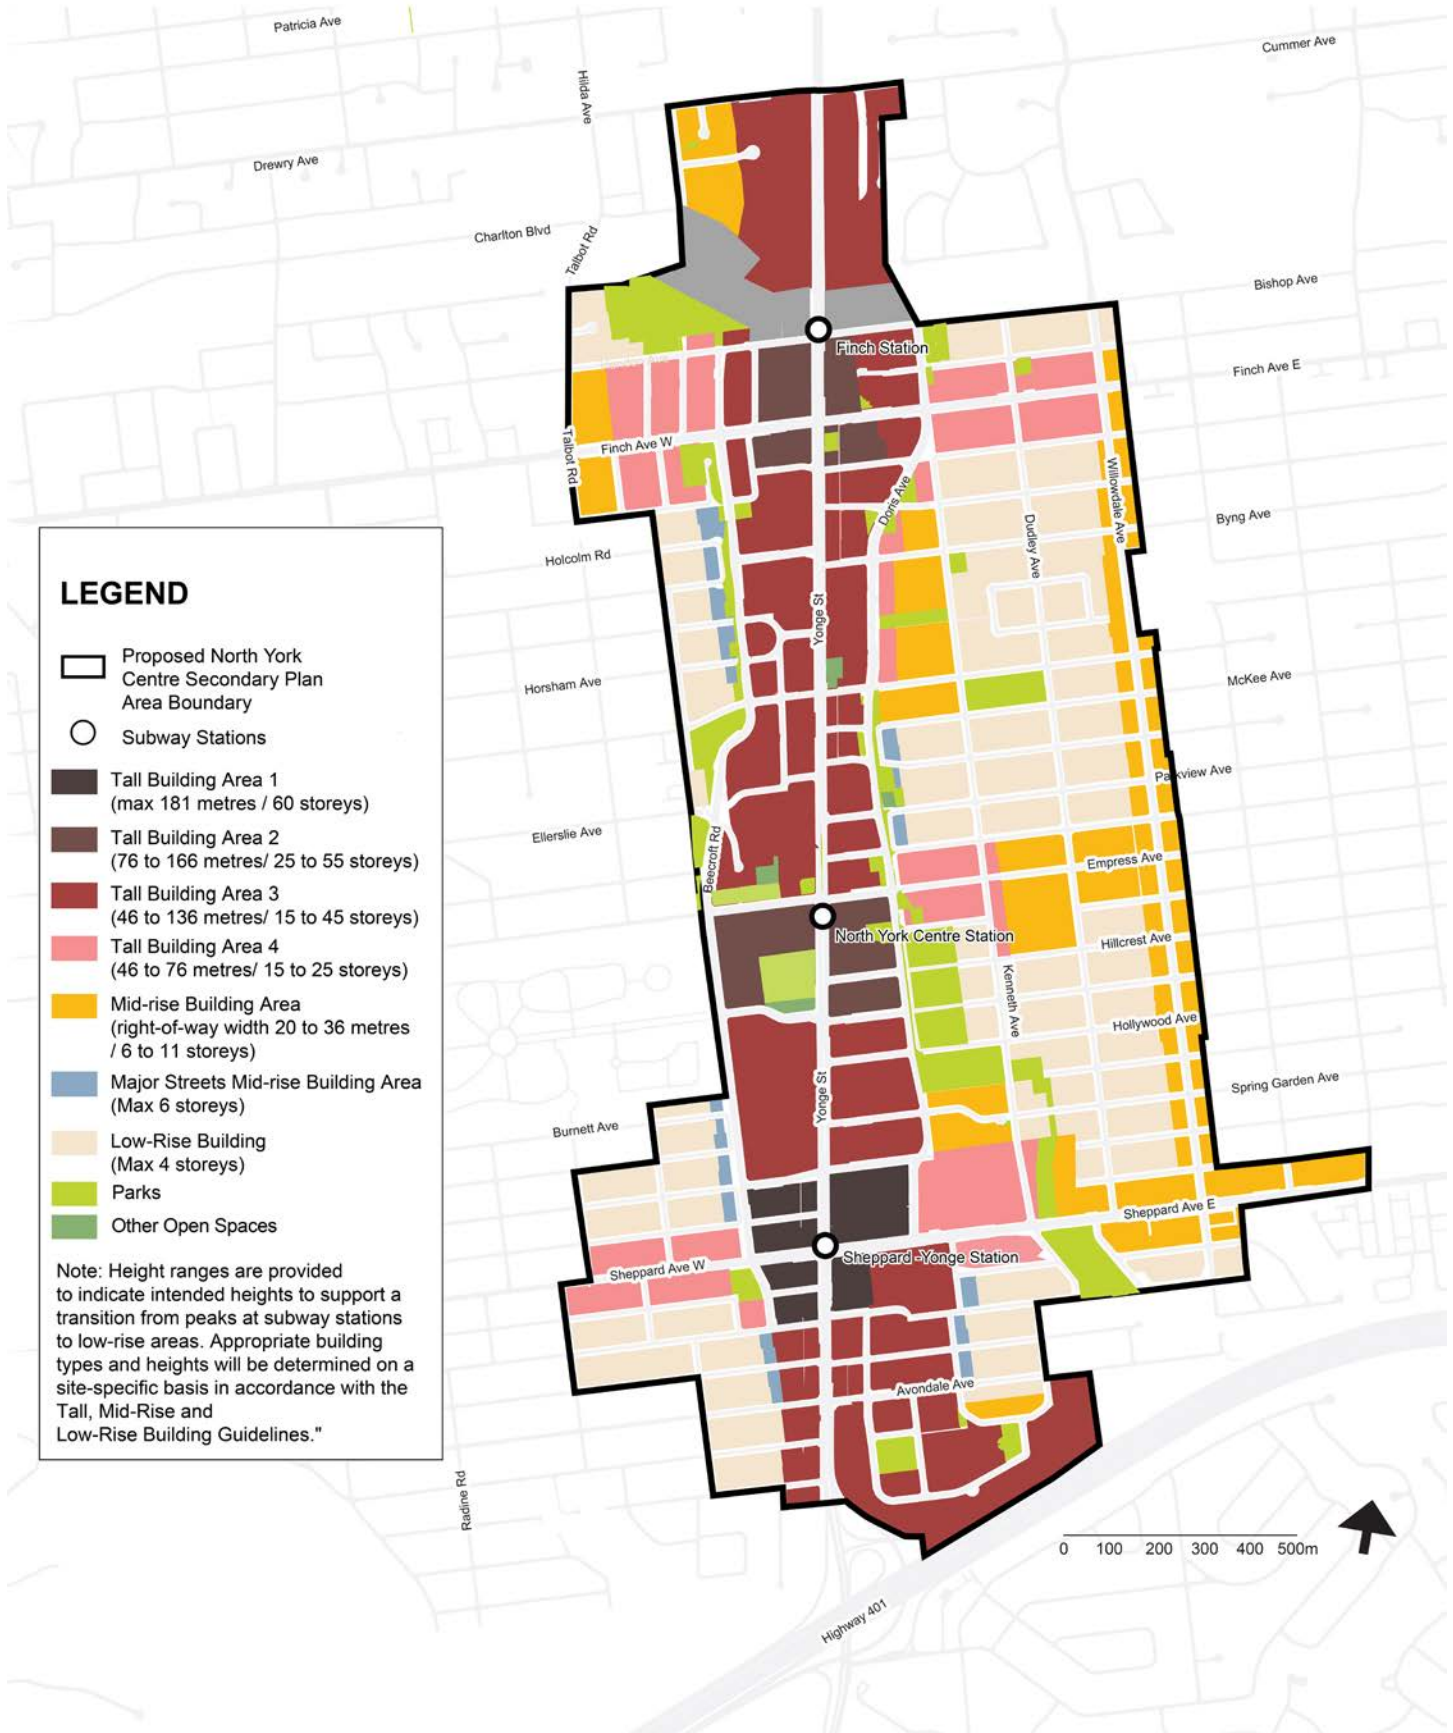 Patricia Ave
Cummer Ave
Hilda Ave
Drewry Ave
Charlton Blvd
Talbot Rd
Bishop Ave
Finch Station
Finch Ave E
Finch Ave W
Talbot Rd
Willowdale Ave
Doris Ave
Dudley Ave
Byng Ave
Holcolm Rd
Yonge St
Horsham Ave
McKee Ave
Parkview Ave
Ellerslie Ave
Beecroft Rd
Empress Ave
North York Centre Station
Hillcrest Ave
Kenneth Ave
Hollywood Ave
Yonge St
Spring Garden Ave
Burnett Ave
Sheppard Ave E
Sheppard -Yonge Station
Sheppard Ave W
Avondale Ave
Radine Rd
Highway 401
0 100 200 300 400 500m
LEGEND
Proposed North York
Centre Secondary Plan
Area Boundary
Subway Stations
Tall Building Area 1
(max 181 metres / 60 storeys)
Tall Building Area 2
(76 to 166 metres/ 25 to 55 storeys)
Tall Building Area 3
(46 to 136 metres/ 15 to 45 storeys)
Tall Building Area 4
(46 to 76 metres/ 15 to 25 storeys)
Mid-rise Building Area
(right-of-way width 20 to 36 metres
/ 6 to 11 storeys)
Major Streets Mid-rise Building Area
(Max 6 storeys)
Low-Rise Building
(Max 4 storeys)
Parks
Other Open Spaces
Note: Height ranges are provided
to indicate intended heights to support a
transition from peaks at subway stations
to low-rise areas. Appropriate building
types and heights will be determined on a
site-specific basis in accordance with the
Tall, Mid-Rise and
Low-Rise Building Guidelines."